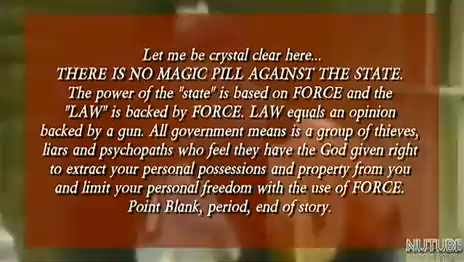 Let me be crystal clear here...
THERE IS NO MAGIC PILL AGAINST THE STATE.
The power of the "state" is based on FORCE and the
"LAW" is backed by FORCE. LAW equals an opinion
backed by a gun. All government means is a group of thieves,
liars and psychopaths who feel they have the God given right
to extract your personal possessions and property from you
and limit your personal freedom with the use of FORCE.
Point Blank, period, end of story.
NUTUBE